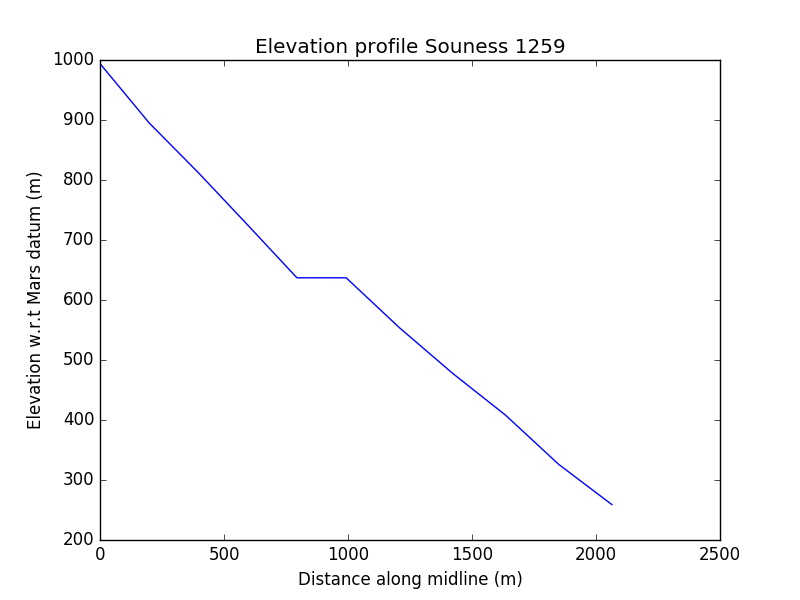 Elevation profile Souness 1259
1000
900
800
700
600
500
400
300
200
Elevation w.r.t Mars datum (m)
0 500 1000 1500 2000 2500
Distance along midline (m)